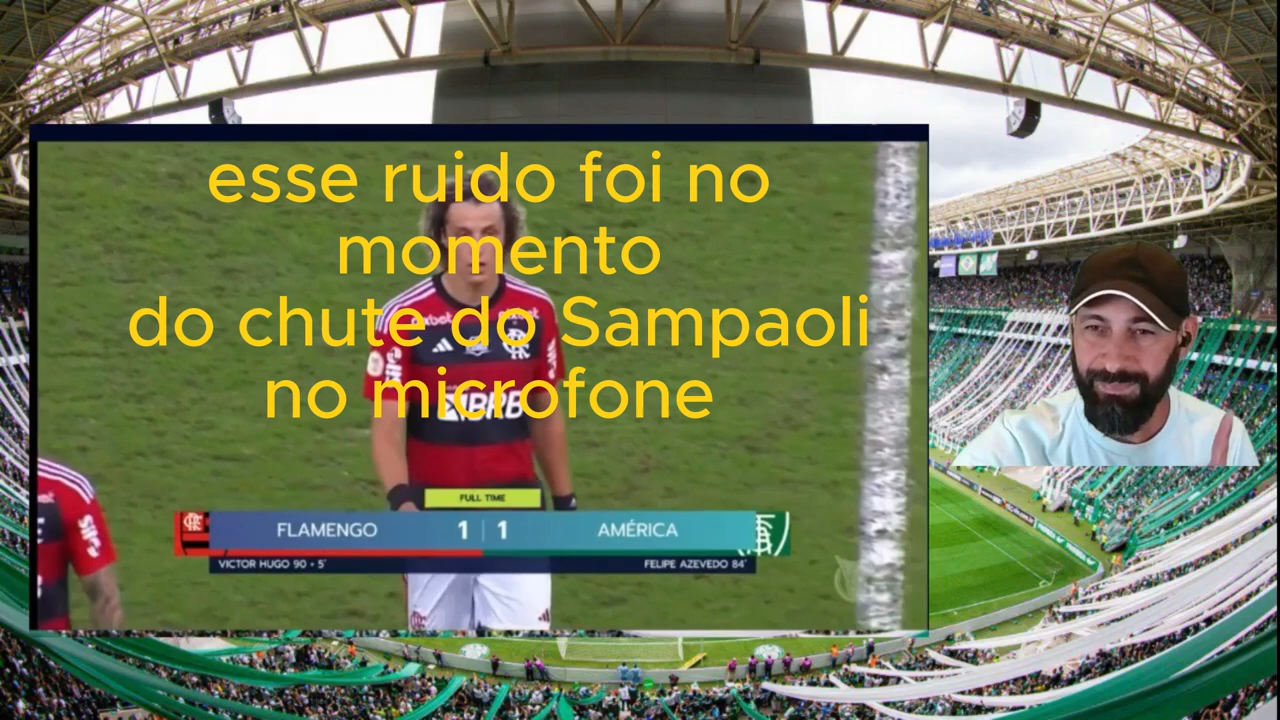 esse ruido foi no
momento
do chute do Sampaoli
no microfone
BRB
FULL TIME
FLAMENGO 1 | 1 AMÉRICA
VICTOR HUGO 90 + 5' FELIPE AZEVEDO 84'